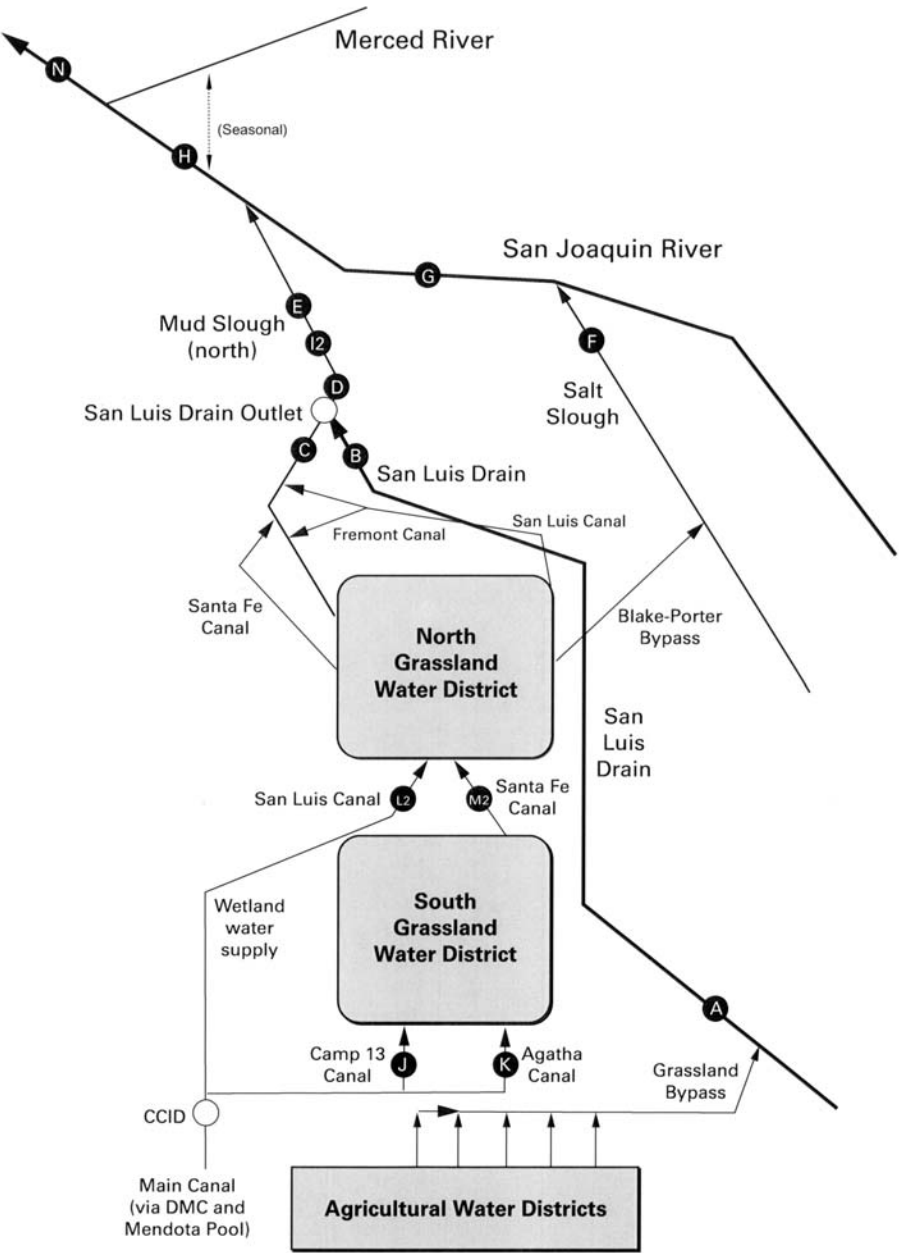 Merced River
N
(Seasonal)
H
San Joaquin River
G
E
Mud Slough
(north)
I2
F
D
Salt
Slough
San Luis Drain Outlet
C
B
San Luis Drain
San Luis Canal
Fremont Canal
Santa Fe
Canal
North
Grassland
Water District
Blake-Porter
Bypass
San
Luis
Drain
San Luis Canal
L2
M2
Santa Fe
Canal
Wetland
water
supply
South
Grassland
Water District
A
Camp 13
Canal
J
K
Agatha
Canal
Grassland
Bypass
CCID
Main Canal
(via DMC and
Mendota Pool)
Agricultural Water Districts